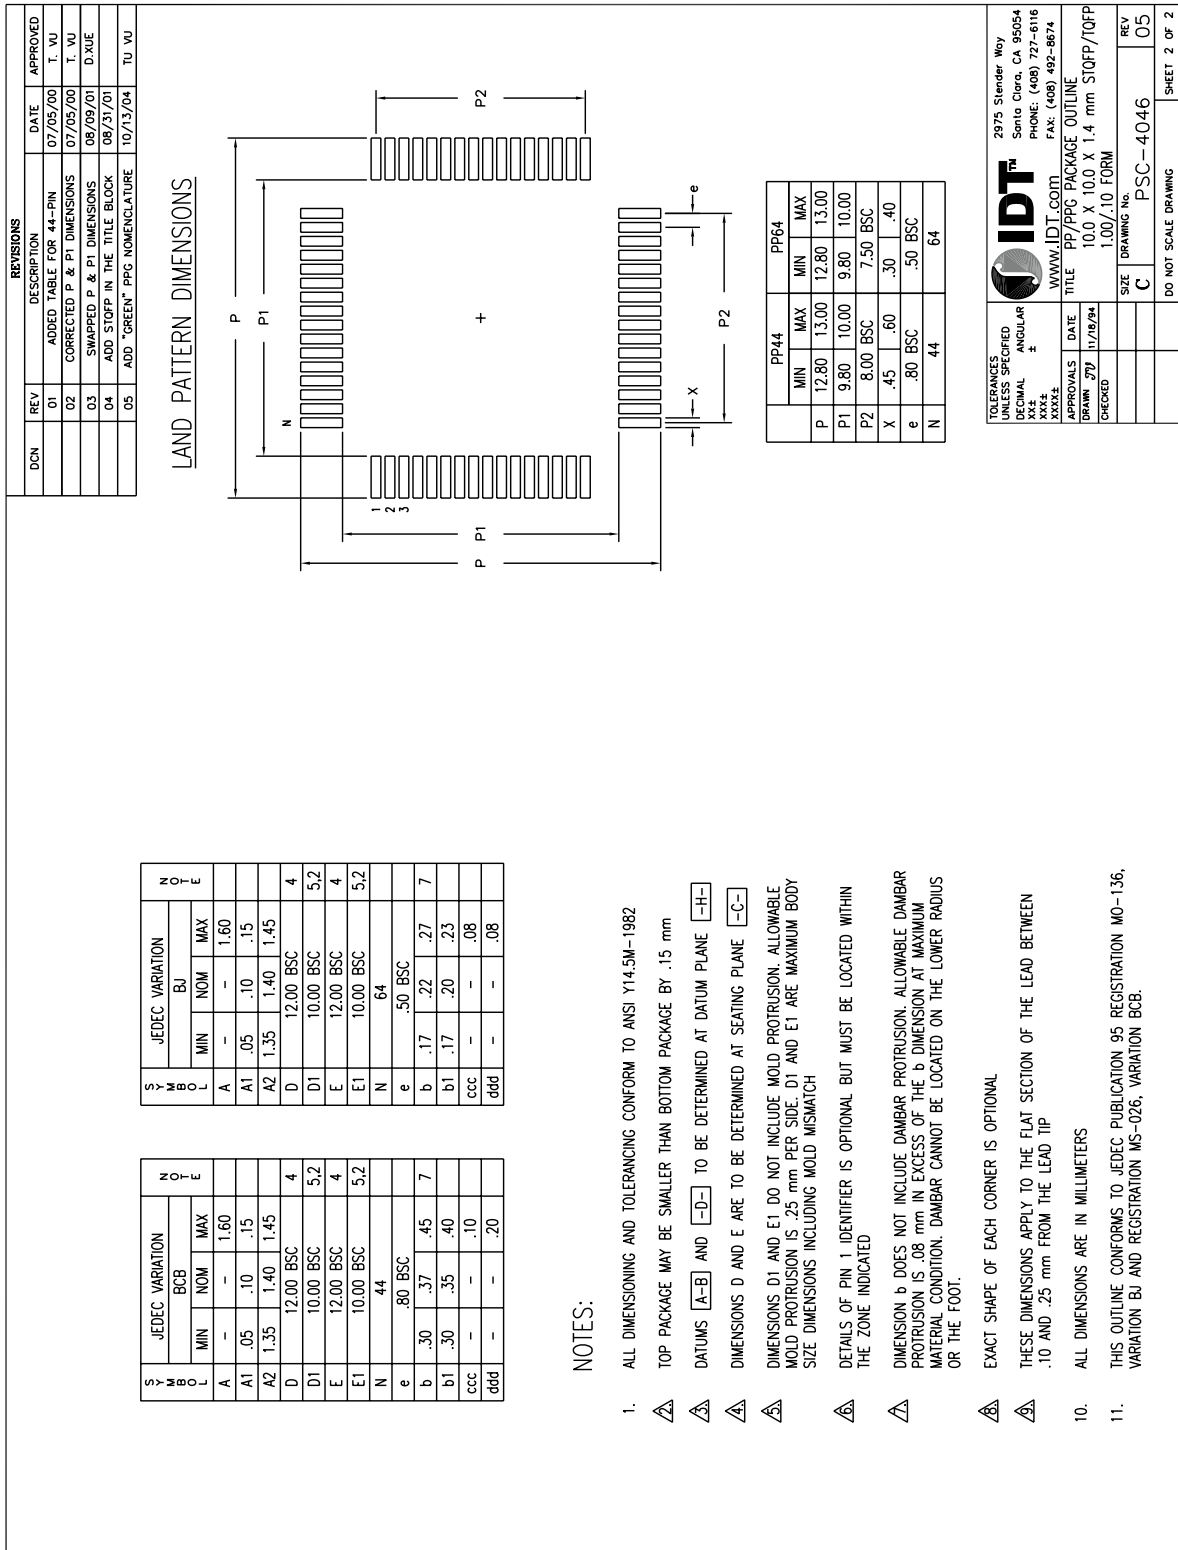 REVISIONS
DCN REV DESCRIPTION DATE APPROVED
01 ADDED TABLE FOR 44-PIN 07/05/00 T. VU
02 CORRECTED P & P1 DIMENSIONS 07/05/00 T. VU
03 SWAPPED P & P1 DIMENSIONS 08/09/01 D.XUE
04 ADD STQFP IN THE TITLE BLOCK 08/31/01
05 ADD "GREEN" PPG NOMENCLATURE 10/13/04 TU VU
SYMBOL JEDEC VARIATION NOTE
BCB
MIN NOM MAX
A – – 1.60
A1 .05 .10 .15
A2 1.35 1.40 1.45
D 12.00 BSC 4
D1 10.00 BSC 5,2
E 12.00 BSC 4
E1 10.00 BSC 5,2
N 44
e .80 BSC
b .30 .37 .45 7
b1 .30 .35 .40
ccc – – .10
ddd – – .20
SYMBOL JEDEC VARIATION NOTE
BJ
MIN NOM MAX
A – – 1.60
A1 .05 .10 .15
A2 1.35 1.40 1.45
D 12.00 BSC 4
D1 10.00 BSC 5,2
E 12.00 BSC 4
E1 10.00 BSC 5,2
N 64
e .50 BSC
b .17 .22 .27 7
b1 .17 .20 .23
ccc – – .08
ddd – – .08
LAND PATTERN DIMENSIONS
P
P1
N
1
2
3
P
P1
P2
X
e
P2
PP44 PP64
MIN MAX MIN MAX
P 12.80 13.00 12.80 13.00
P1 9.80 10.00 9.80 10.00
P2 8.00 BSC 7.50 BSC
X .45 .60 .30 .40
e .80 BSC .50 BSC
N 44 64
NOTES:
1. ALL DIMENSIONING AND TOLERANCING CONFORM TO ANSI Y14.5M-1982
2. TOP PACKAGE MAY BE SMALLER THAN BOTTOM PACKAGE BY .15 mm
3. DATUMS A-B AND -D- TO BE DETERMINED AT DATUM PLANE -H-
4. DIMENSIONS D AND E ARE TO BE DETERMINED AT SEATING PLANE -C-
5. DIMENSIONS D1 AND E1 DO NOT INCLUDE MOLD PROTRUSION. ALLOWABLE
MOLD PROTRUSION IS .25 mm PER SIDE. D1 AND E1 ARE MAXIMUM BODY
SIZE DIMENSIONS INCLUDING MOLD MISMATCH
6. DETAILS OF PIN 1 IDENTIFIER IS OPTIONAL BUT MUST BE LOCATED WITHIN
THE ZONE INDICATED
7. DIMENSION b DOES NOT INCLUDE DAMBAR PROTRUSION. ALLOWABLE DAMBAR
PROTRUSION IS .08 mm IN EXCESS OF THE b DIMENSION AT MAXIMUM
MATERIAL CONDITION. DAMBAR CANNOT BE LOCATED ON THE LOWER RADIUS
OR THE FOOT.
8. EXACT SHAPE OF EACH CORNER IS OPTIONAL
9. THESE DIMENSIONS APPLY TO THE FLAT SECTION OF THE LEAD BETWEEN
.10 AND .25 mm FROM THE LEAD TIP
10. ALL DIMENSIONS ARE IN MILLIMETERS
11. THIS OUTLINE CONFORMS TO JEDEC PUBLICATION 95 REGISTRATION MO-136,
VARIATION BJ AND REGISTRATION MS-026, VARIATION BCB.
TOLERANCES
UNLESS SPECIFIED
DECIMAL ANGULAR
XX± ±
XXX±
XXXX±
IDT™
www.IDT.com
2975 Stender Way
Santa Clara, CA 95054
PHONE: (408) 727-6116
FAX: (408) 492-8674
APPROVALS DATE
DRAWN TV 11/18/94
CHECKED
TITLE PP/PPG PACKAGE OUTLINE
10.0 X 10.0 X 1.4 mm STQFP/TQFP
1.00/.10 FORM
SIZE C
DRAWING No. PSC-4046
REV 05
DO NOT SCALE DRAWING
SHEET 2 OF 2